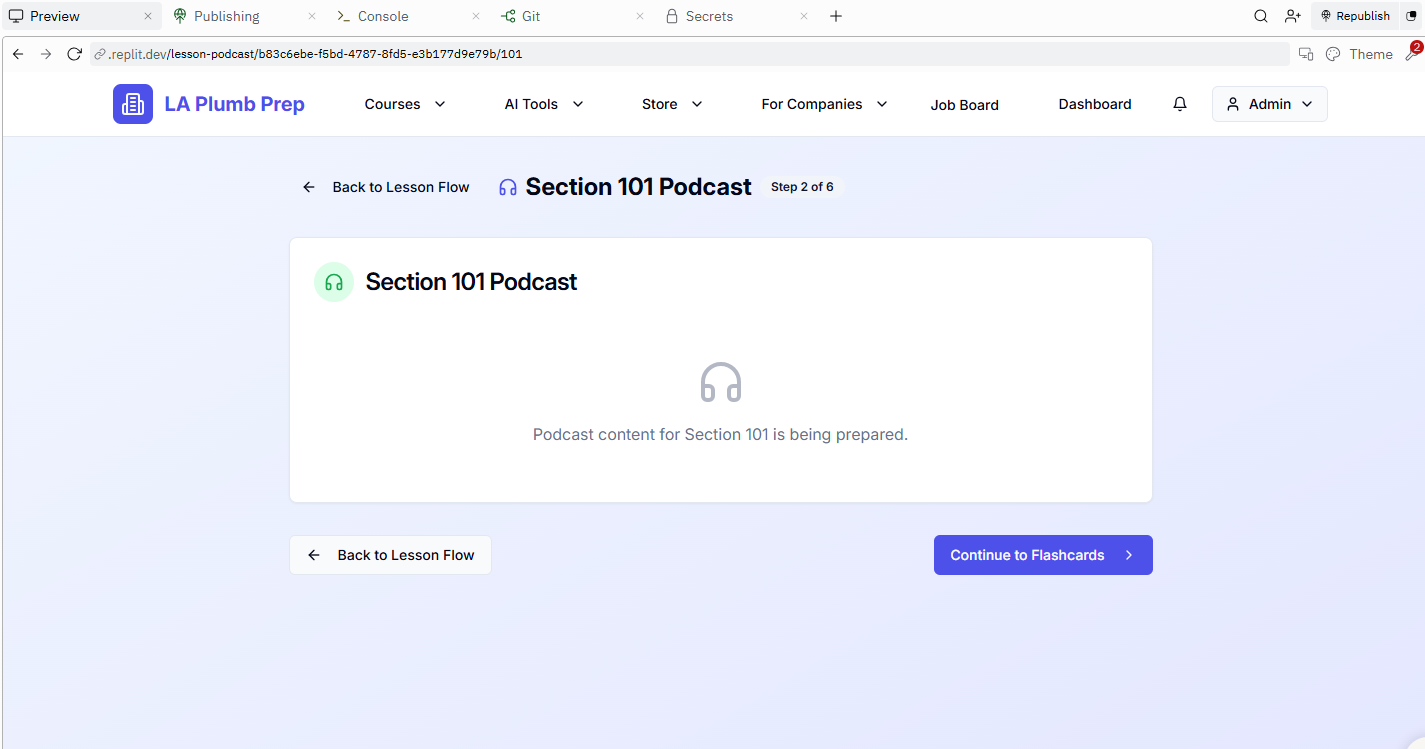 Preview Publishing Console Git Secrets Republish
.replit.dev/lesson-podcast/b83c6ebe-f5bd-4787-8fd5-e3b177d9e79b/101 Theme 2
LA Plumb Prep Courses AI Tools Store For Companies Job Board Dashboard Admin
Back to Lesson Flow Section 101 Podcast Step 2 of 6
Section 101 Podcast
Podcast content for Section 101 is being prepared.
Back to Lesson Flow Continue to Flashcards